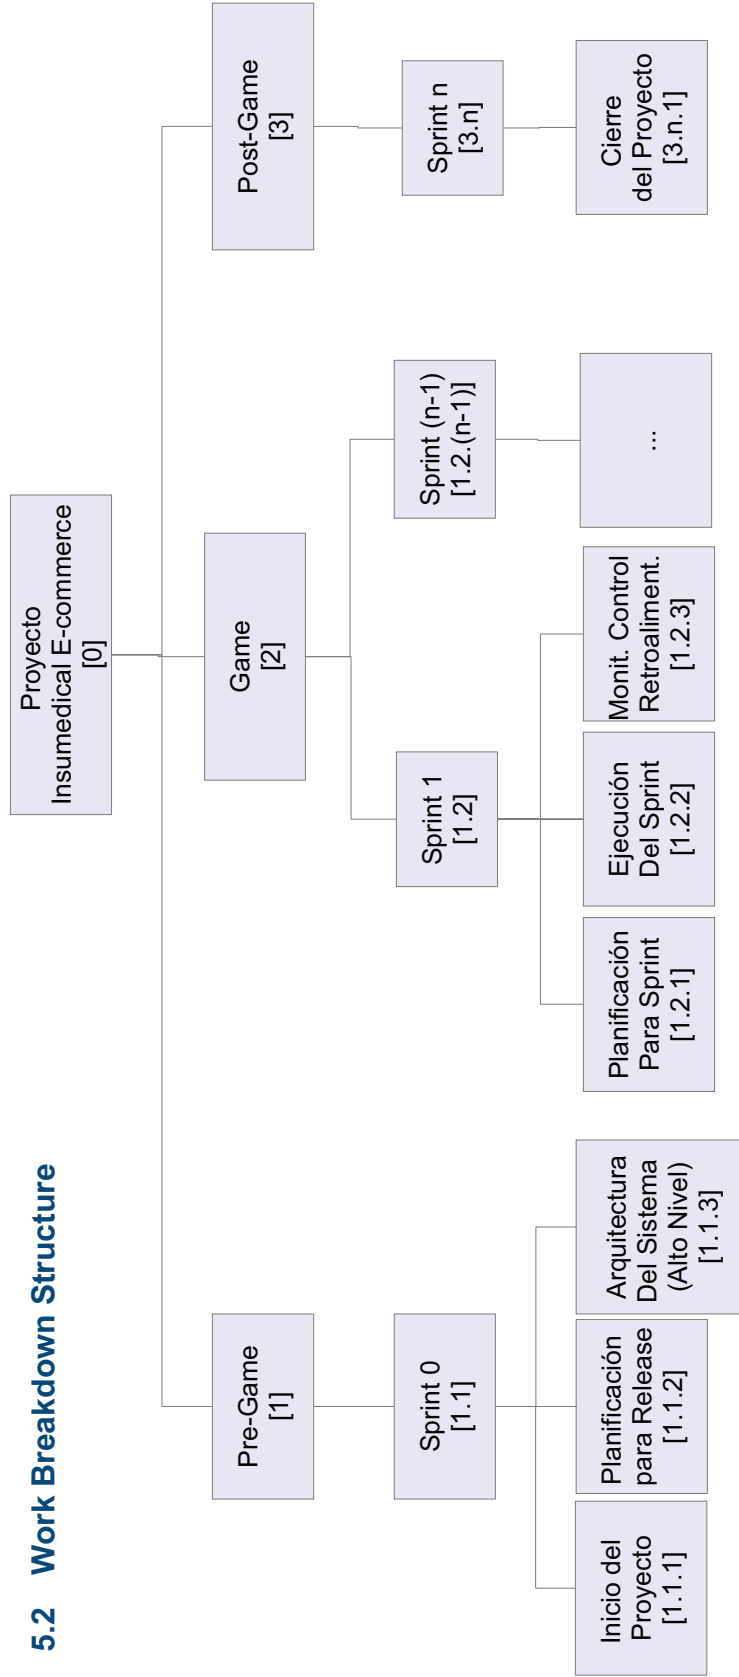 5.2 Work Breakdown Structure
Proyecto
Insumedical E-commerce
[0]
Pre-Game
[1]
Game
[2]
Post-Game
[3]
Sprint 0
[1.1]
Sprint 1
[1.2]
Sprint (n-1)
[1.2.(n-1)]
Sprint n
[3.n]
Inicio del
Proyecto
[1.1.1]
Planificación
para Release
[1.1.2]
Arquitectura
Del Sistema
(Alto Nivel)
[1.1.3]
Planificación
Para Sprint
[1.2.1]
Ejecución
Del Sprint
[1.2.2]
Monit. Control
Retroaliment.
[1.2.3]
...
Cierre
del Proyecto
[3.n.1]